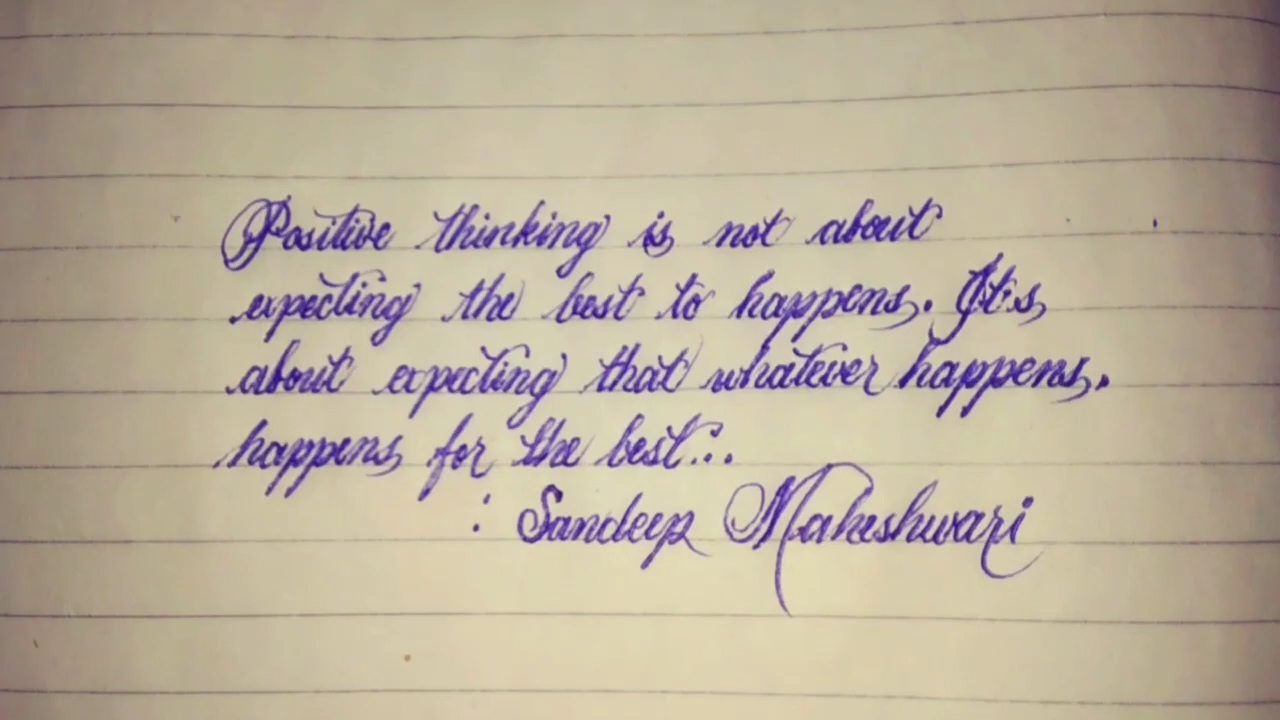 Positive thinking is not about
expecting the best to happens. It's
about expecting that whatever happens,
happens for the best...
: Sandeep Maheshwari